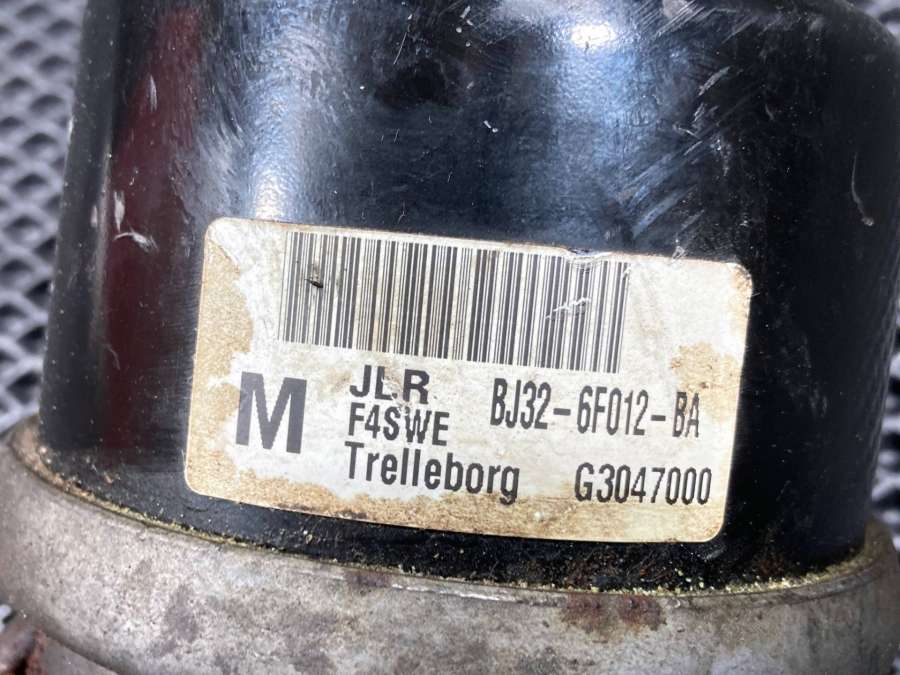 M
JLR BJ32-6F012-BA
F4SWE
Trelleborg G3047000